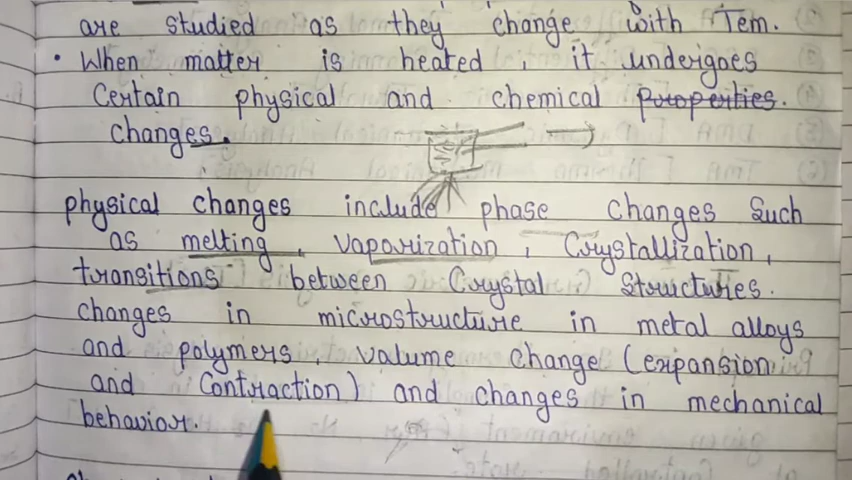 are studied as they change with Tem.
• When matter is heated, it undergoes
Certain physical and chemical properties.
changes.
physical changes include phase changes Such
as melting, vaporization, Crystallization,
transitions between Crystal Structures.
changes in microstructure in metal alloys
and polymers, volume change (expansion
and Contraction) and changes in mechanical
behavior.